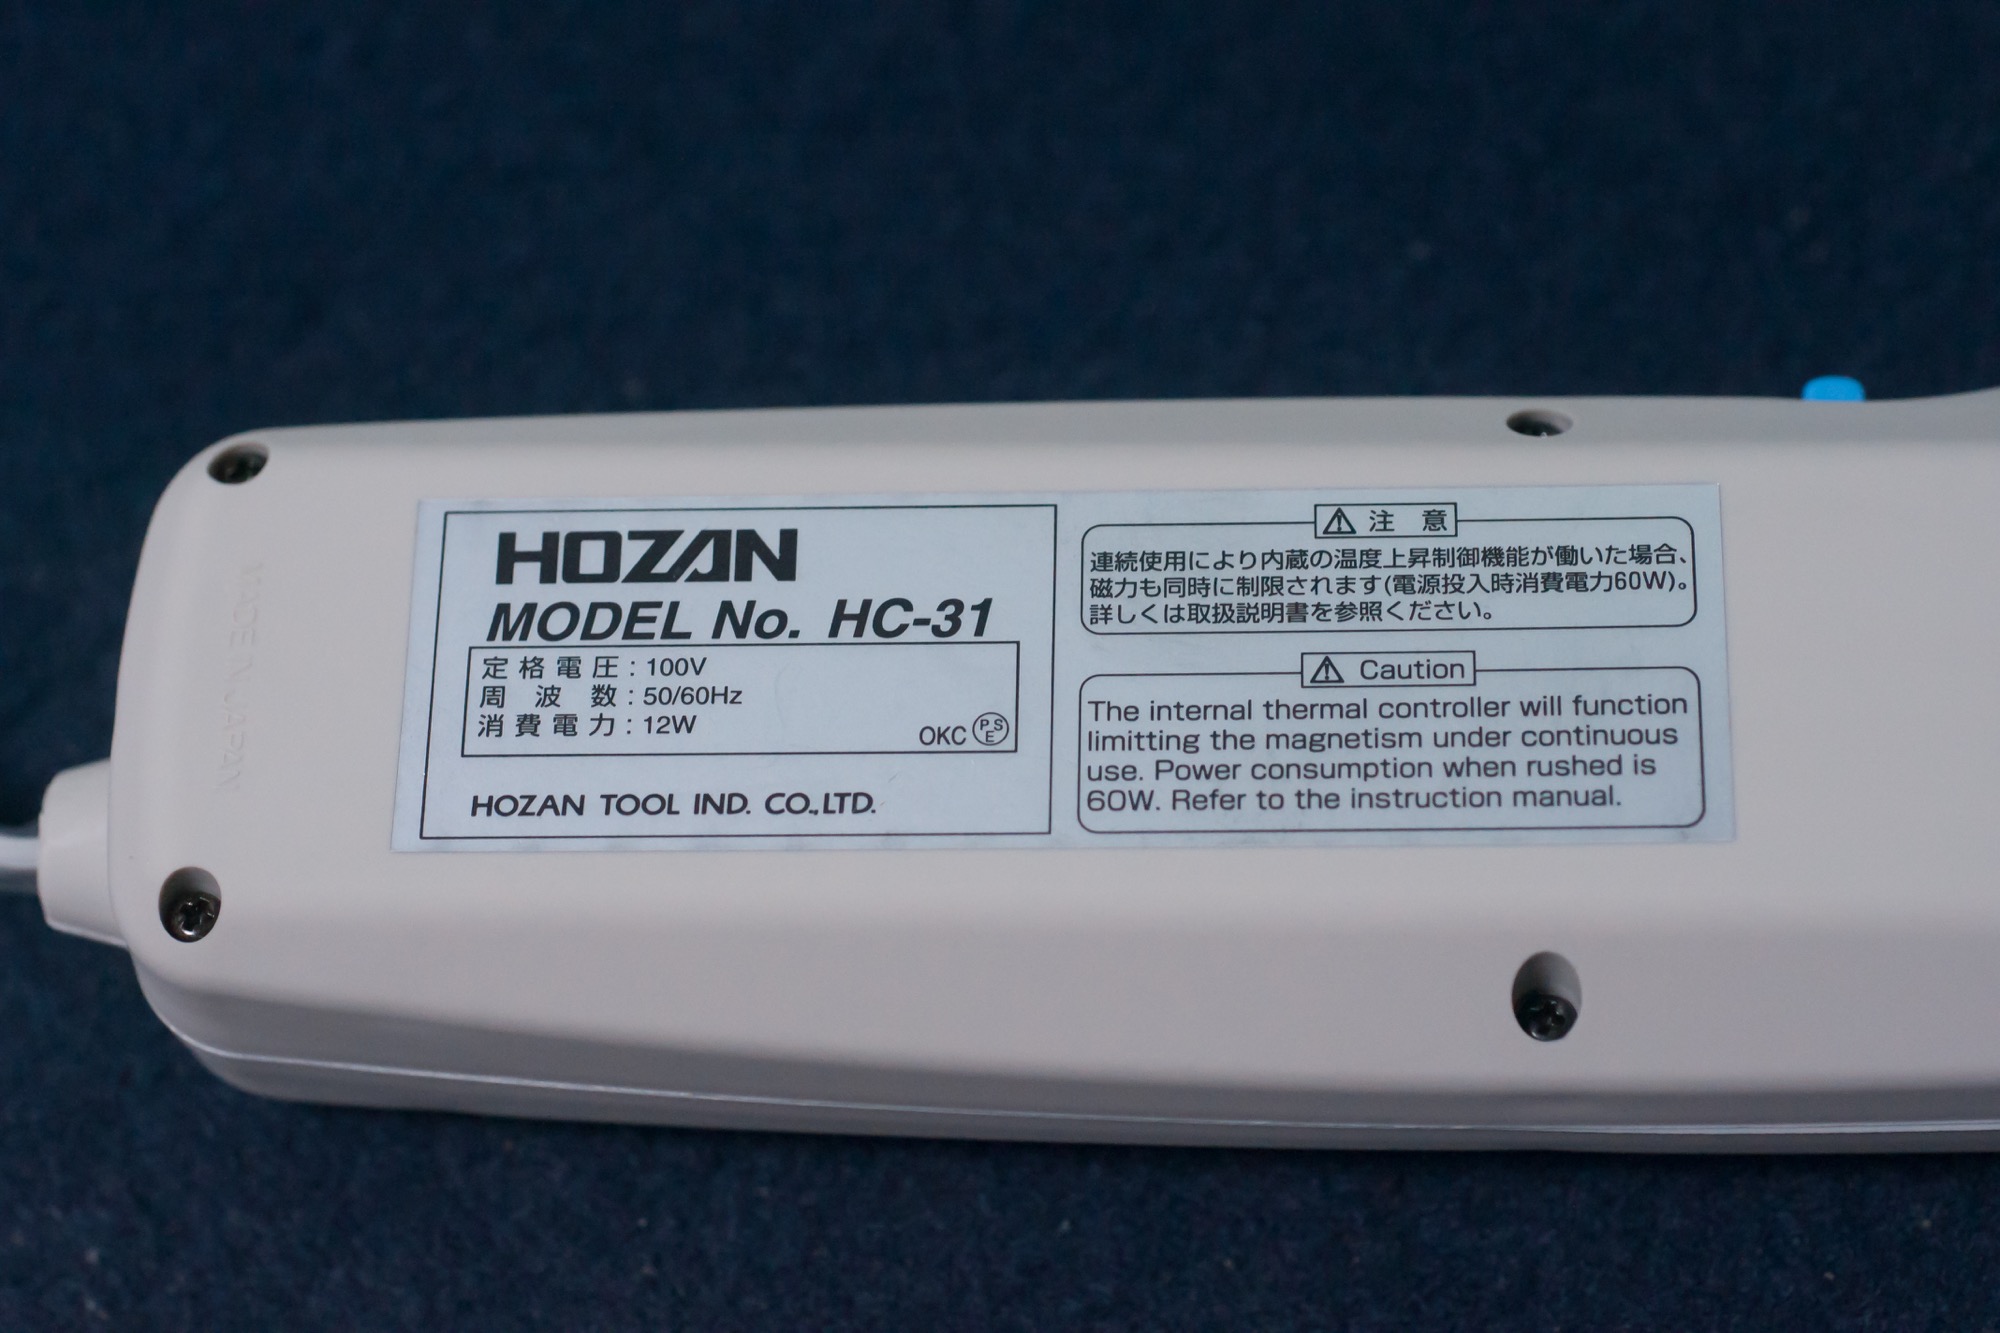 HOZAN
MODEL No. HC-31
定格電圧：100V
周波数：50/60Hz
消費電力：12W
OKC PSE
HOZAN TOOL IND. CO.,LTD.
⚠ 注意
連続使用により内蔵の温度上昇制御機能が働いた場合、
磁力も同時に制限されます(電源投入時消費電力60W)。
詳しくは取扱説明書を参照ください。
⚠ Caution
The internal thermal controller will function
limitting the magnetism under continuous
use. Power consumption when rushed is
60W. Refer to the instruction manual.
MADE IN JAPAN